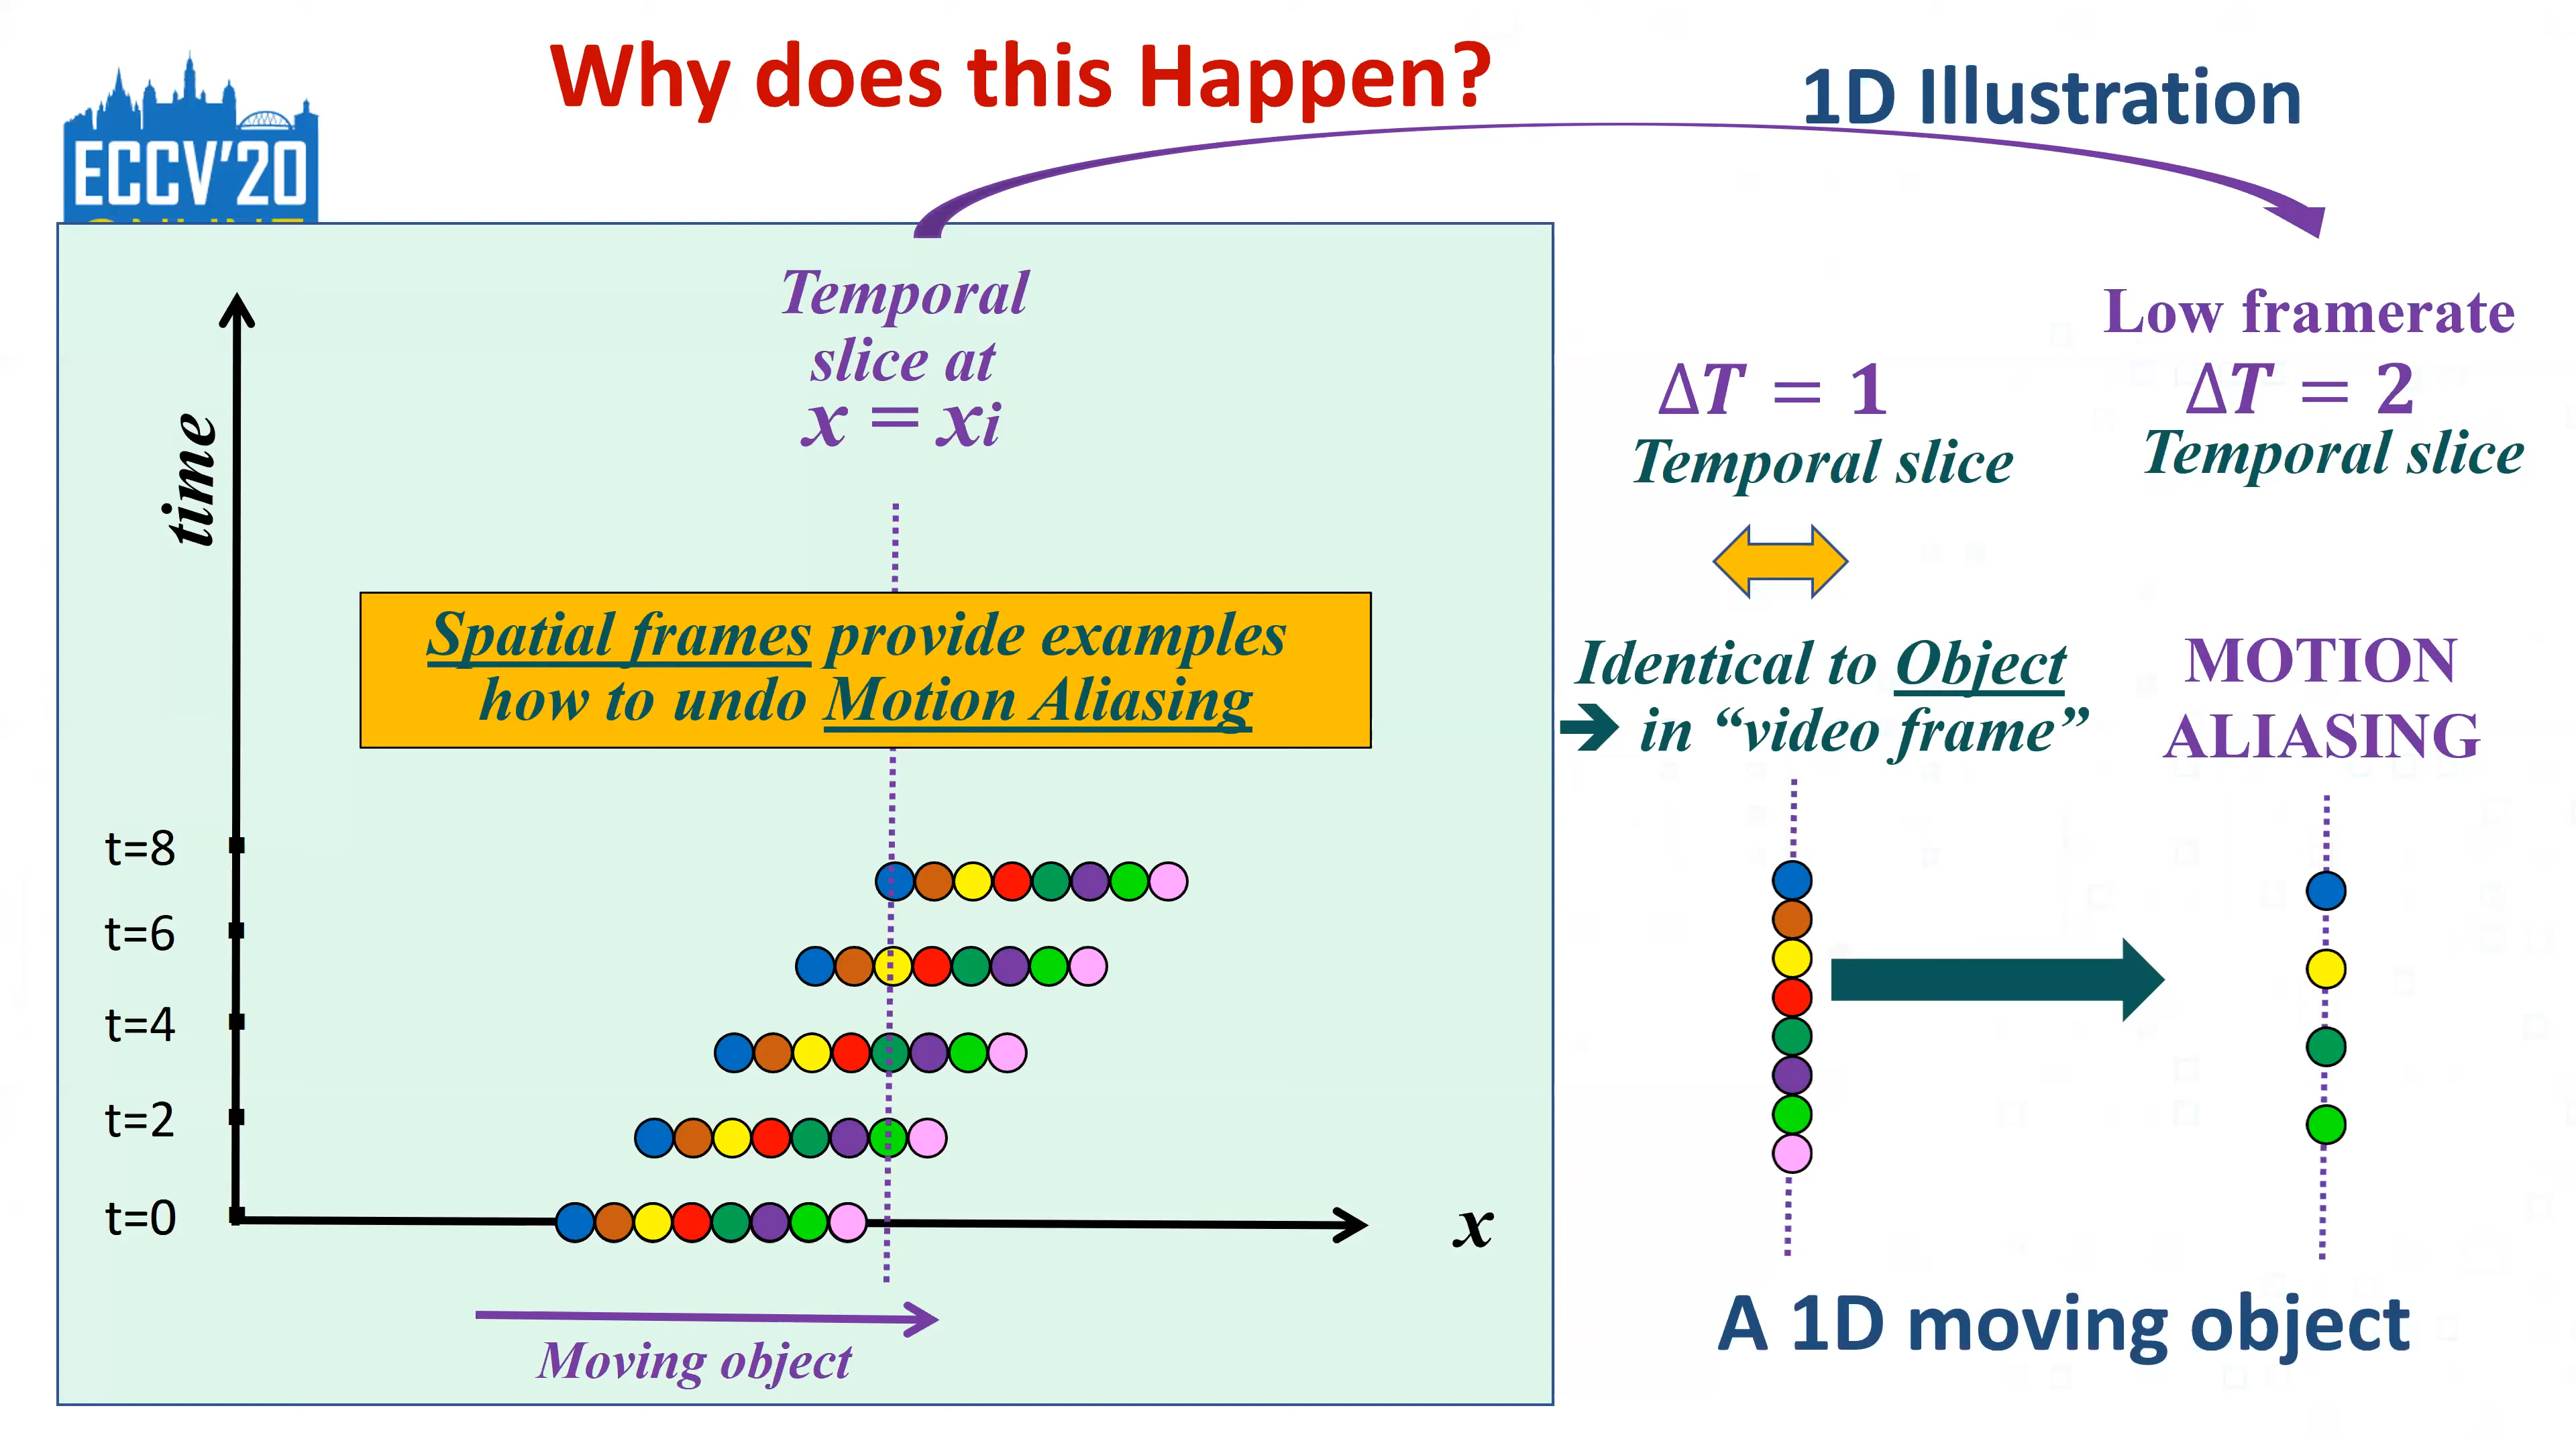 Why does this Happen?
1D Illustration
ECCV'20
Temporal
slice at
x = xi
time
Spatial frames provide examples
how to undo Motion Aliasing
t=8
t=6
t=4
t=2
t=0
x
Moving object
ΔT = 1
Temporal slice
Identical to Object
➔ in “video frame”
Low framerate
ΔT = 2
Temporal slice
MOTION
ALIASING
A 1D moving object